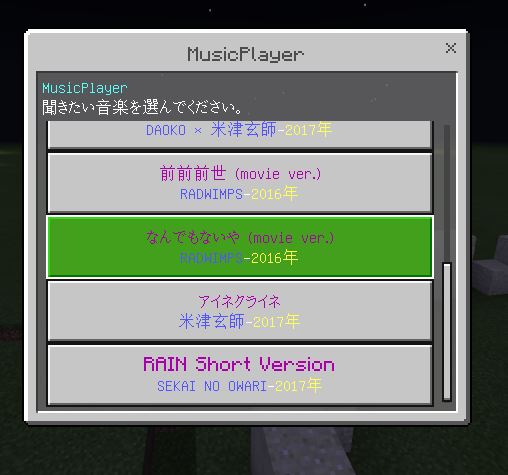 MusicPlayer
MusicPlayer
聞きたい音楽を選んでください。
DAOKO × 米津玄師-2017年
前前前世 (movie ver.)
RADWIMPS-2016年
なんでもないや (movie ver.)
RADWIMPS-2016年
アイネクライネ
米津玄師-2017年
RAIN Short Version
SEKAI NO OWARI-2017年